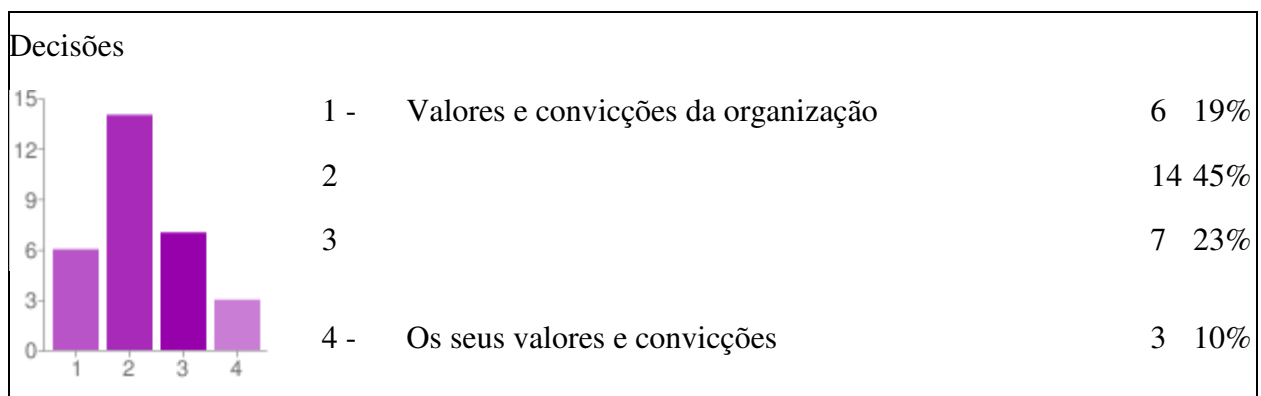 Decisões
15
12
9
6
3
0
1 2 3 4
1 - Valores e convicções da organização 6 19%
2 14 45%
3 7 23%
4 - Os seus valores e convicções 3 10%